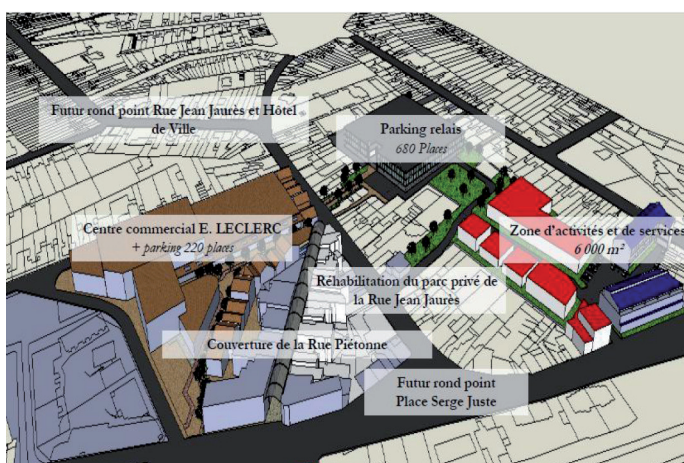 Futur rond point Rue Jean Jaurès et Hôtel
de Ville
Parking relais
680 Places
Centre commercial E. LECLERC
+ parking 220 places
Zone d'activités et de services
6 000 m²
Réhabilitation du parc privé de
la Rue Jean Jaurès
Couverture de la Rue Piétonne
Futur rond point
Place Serge Juste